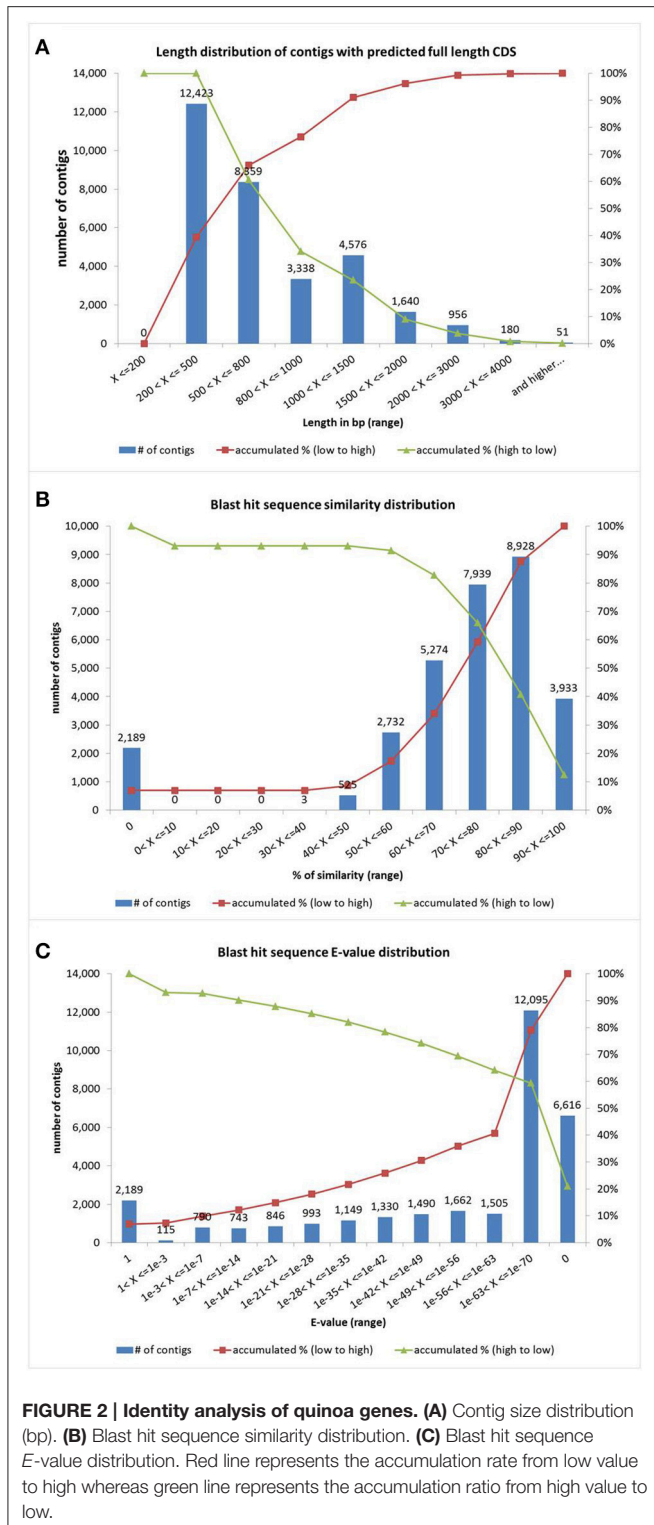 A
Length distribution of contigs with predicted full length CDS
number of contigs
14,000
12,000
10,000
8,000
6,000
4,000
2,000
0
0
12,423
8,359
3,338
4,576
1,640
956
180
51
100%
90%
80%
70%
60%
50%
40%
30%
20%
10%
0%
X <=200
200 < X <= 500
500 < X <= 800
800 < X <= 1000
1000 < X <= 1500
1500 < X <= 2000
2000 < X <= 3000
3000 < X <= 4000
and higher...
Length in bp (range)
# of contigs accumulated % (low to high) accumulated % (high to low)
B
Blast hit sequence similarity distribution
number of contigs
10,000
9,000
8,000
7,000
6,000
5,000
4,000
3,000
2,000
1,000
0
2,189
0
0
0
3
525
2,732
5,274
7,939
8,928
3,933
100%
90%
80%
70%
60%
50%
40%
30%
20%
10%
0%
0
0< X <=10
10< X <=20
20< X <=30
30< X <=40
40< X <=50
50< X <=60
60< X <=70
70< X <=80
80< X <=90
90< X <=100
% of similarity (range)
# of contigs accumulated % (low to high) accumulated % (high to low)
C
Blast hit sequence E-value distribution
number of contigs
14,000
12,000
10,000
8,000
6,000
4,000
2,000
0
2,189
115
790
743
846
993
1,149
1,330
1,490
1,662
1,505
12,095
6,616
100%
90%
80%
70%
60%
50%
40%
30%
20%
10%
0%
1
1< X <=1e-3
1e-3< X <=1e-7
1e-7< X <=1e-14
1e-14< X <=1e-21
1e-21< X <=1e-28
1e-28< X <=1e-35
1e-35< X <=1e-42
1e-42< X <=1e-49
1e-49< X <=1e-56
1e-56< X <=1e-63
1e-63< X <=1e-70
0
E-value (range)
# of contigs accumulated % (low to high) accumulated % (high to low)
FIGURE 2 | Identity analysis of quinoa genes. (A) Contig size distribution
(bp). (B) Blast hit sequence similarity distribution. (C) Blast hit sequence
E-value distribution. Red line represents the accumulation rate from low value
to high whereas green line represents the accumulation ratio from high value to
low.